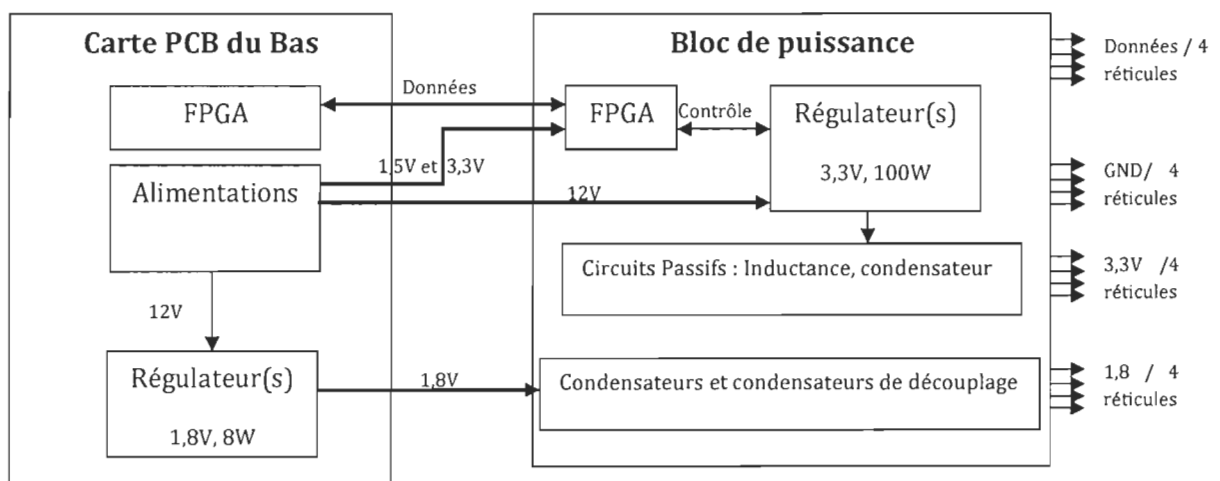 Carte PCB du Bas
FPGA
Alimentations
12V
Régulateur(s)
1,8V, 8W
Données
1,5V et 3,3V
12V
1,8V
Bloc de puissance
FPGA
Contrôle
Régulateur(s)
3,3V, 100W
Circuits Passifs : Inductance, condensateur
Condensateurs et condensateurs de découplage
Données / 4
réticules
GND/ 4
réticules
3,3V /4
réticules
1,8 / 4
réticules